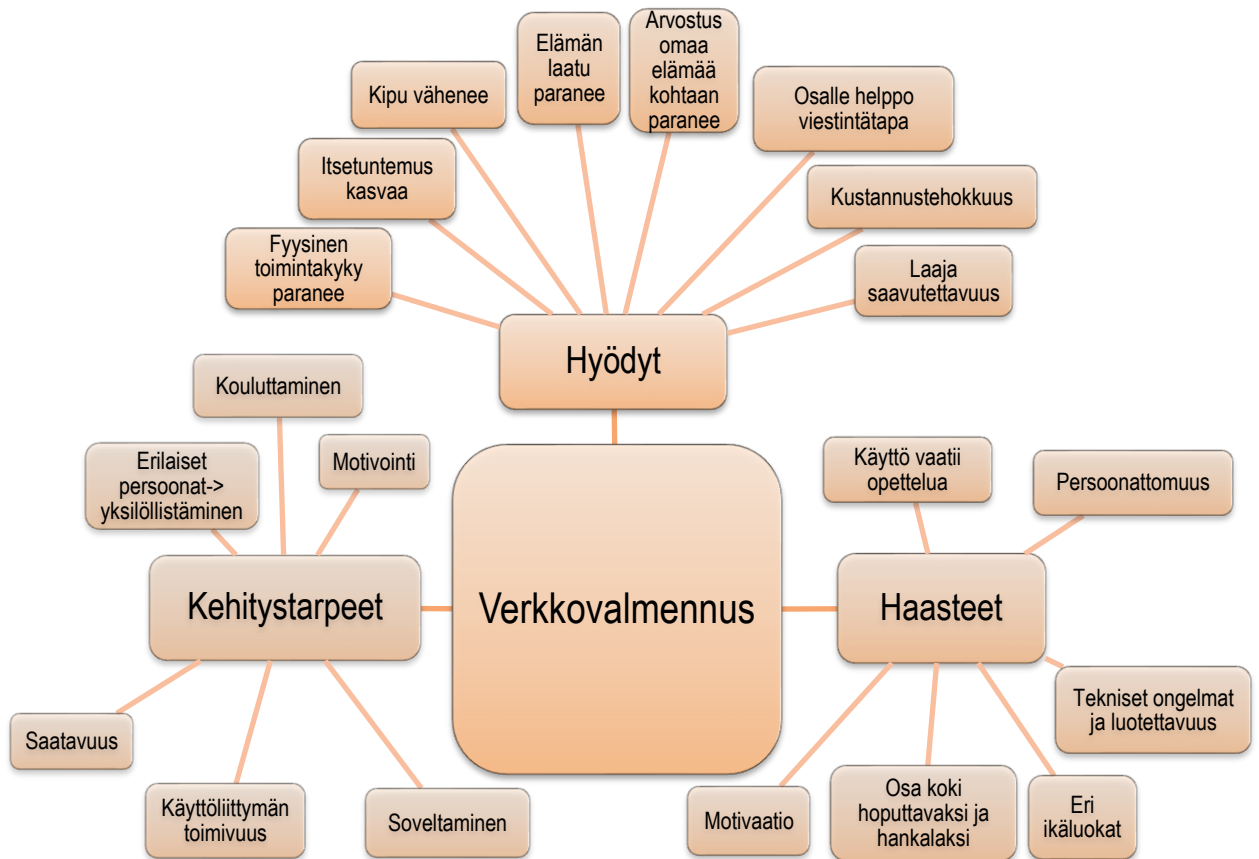 Elämän
laatu
paranee
Arvostus
omaa
elämää
kohtaan
paranee
Kipu vähenee
Osalle helppo
viestintätapa
Itsetuntemus
kasvaa
Kustannustehokkuus
Fyysinen
toimintakyky
paranee
Laaja
saavutettavuus
Hyödyt
Kouluttaminen
Erilaiset
persoonat->
yksilöllistäminen
Motivointi
Käyttö vaatii
opettelua
Persoonattomuus
Kehitystarpeet
Verkkovalmennus
Haasteet
Saatavuus
Käyttöliittymän
toimivuus
Soveltaminen
Motivaatio
Osa koki
hoputtavaksi ja
hankalaksi
Eri
ikäluokat
Tekniset ongelmat
ja luotettavuus